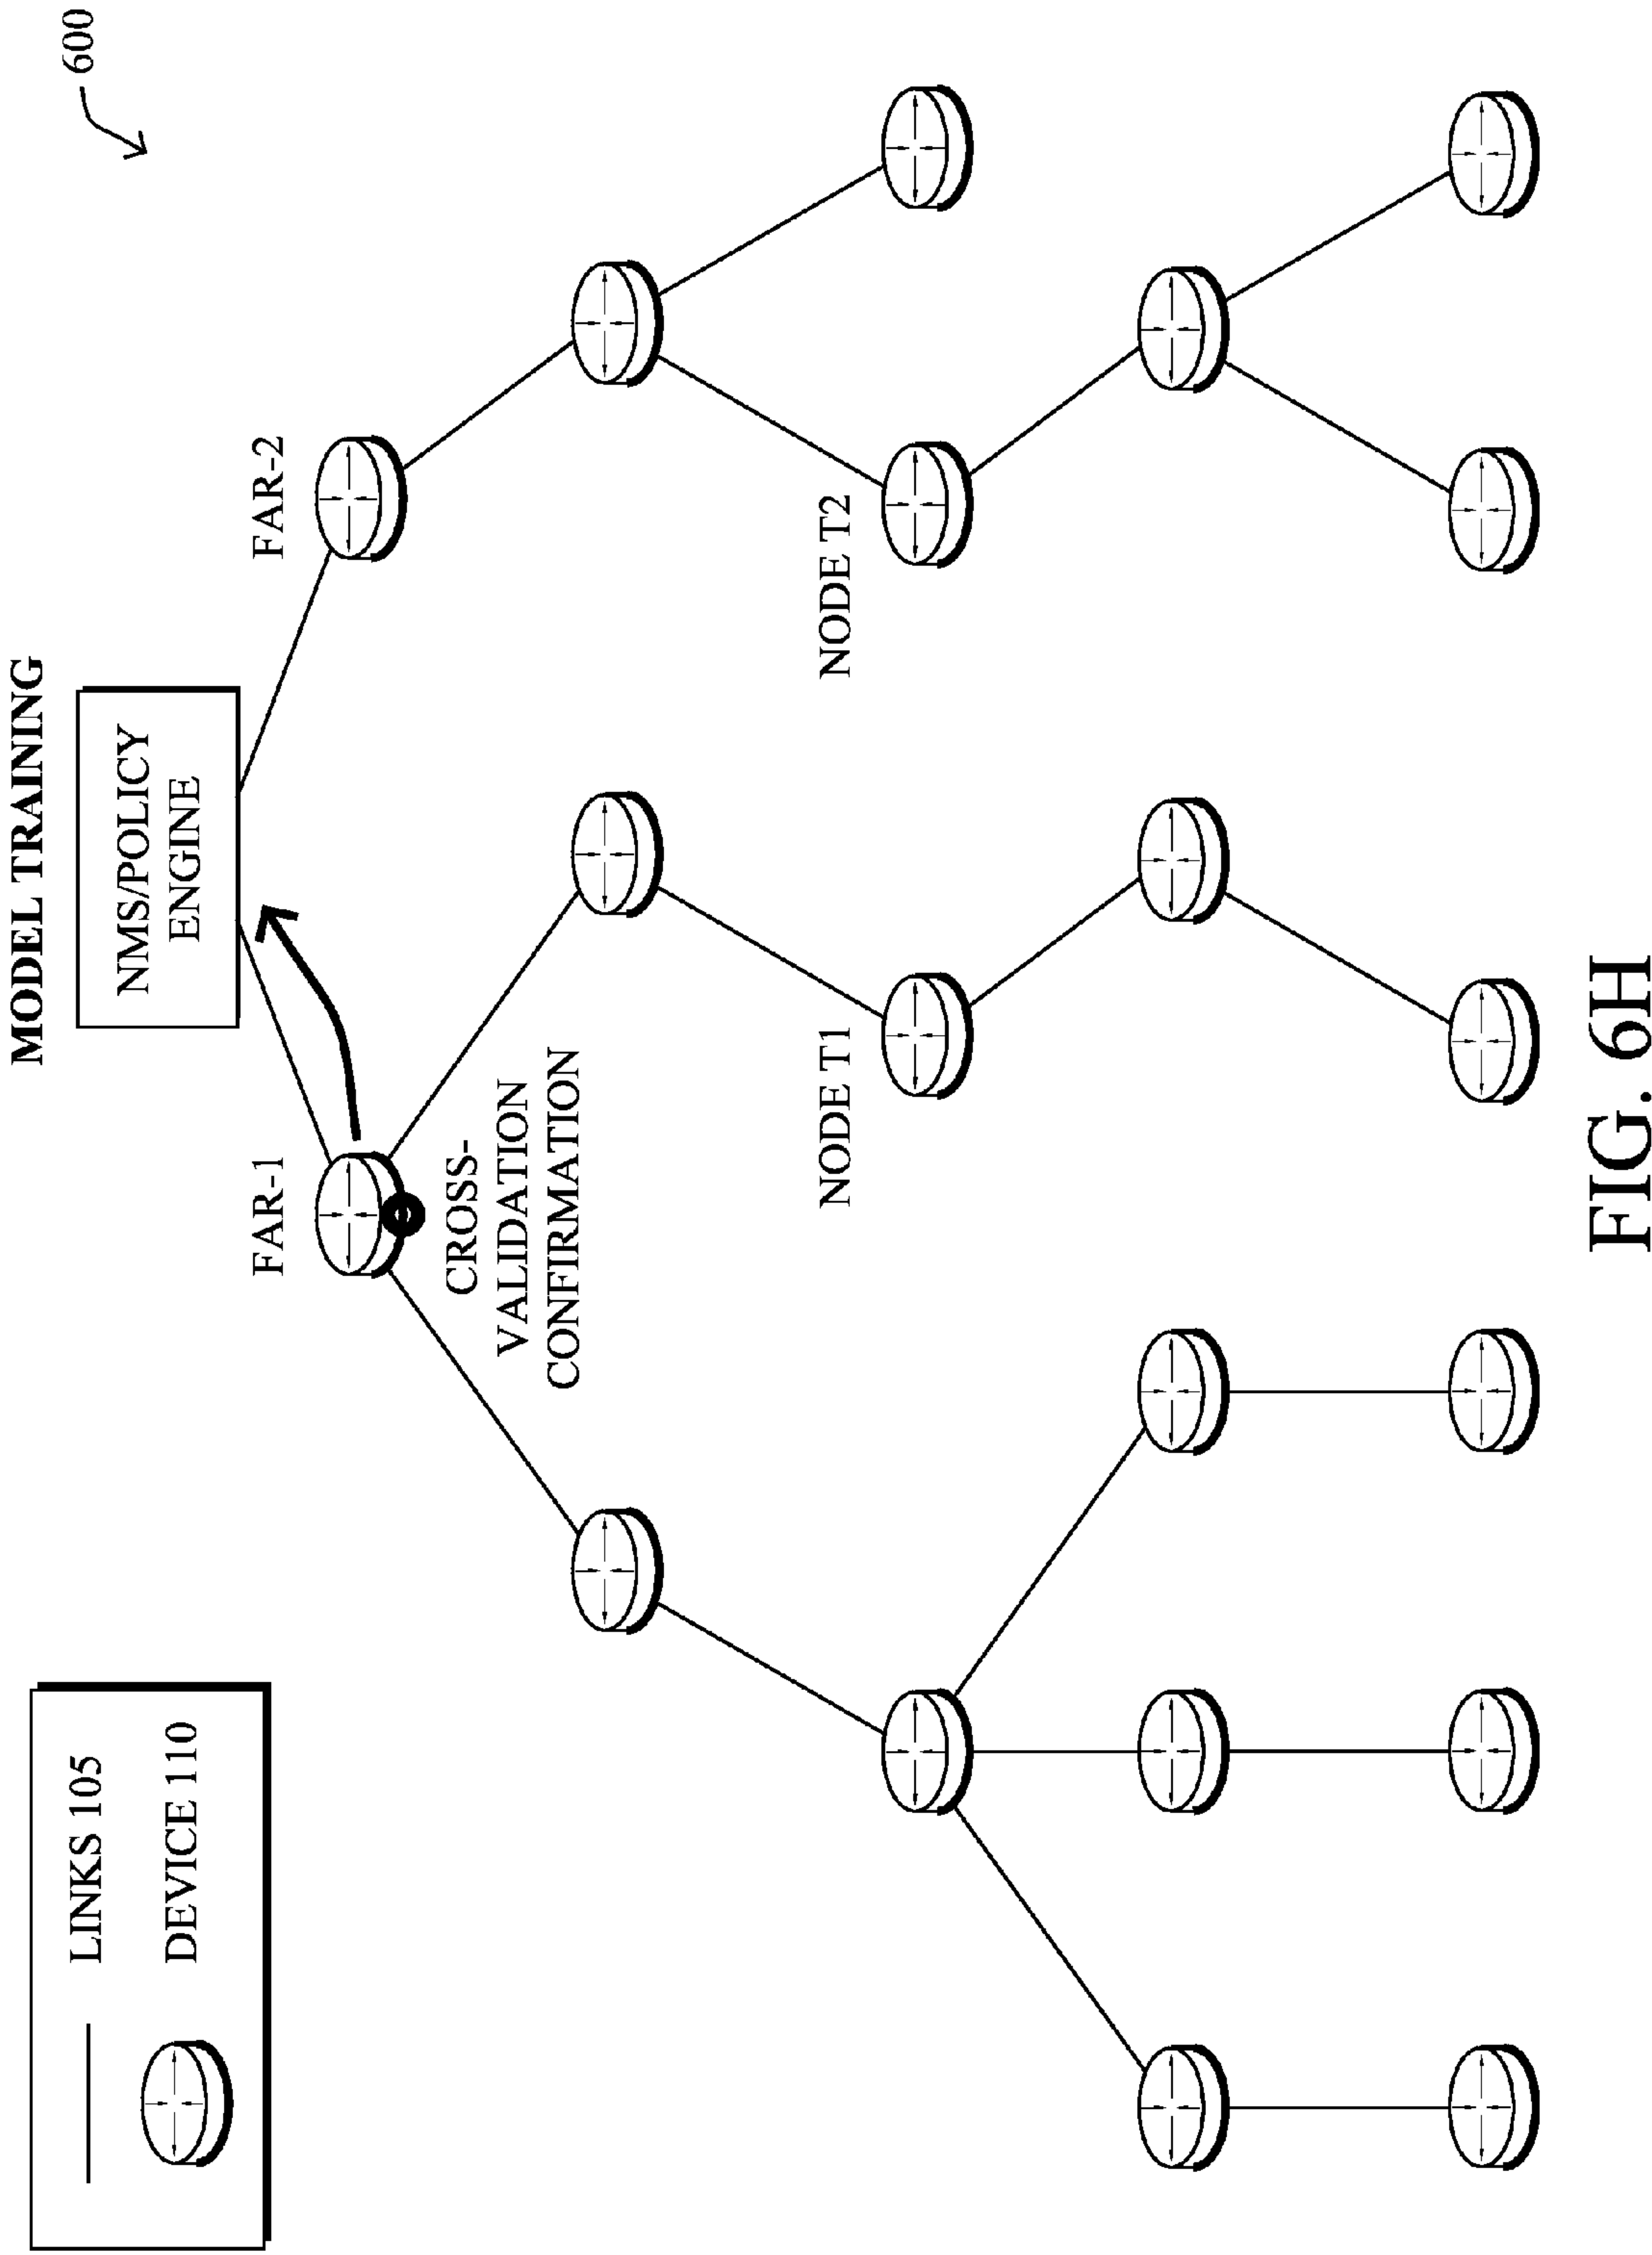 600
MODEL TRAINING
LINKS 105
DEVICE 110
NMS/POLICY
ENGINE
FAR-1
FAR-2
CROSS-
VALIDATION
CONFIRMATION
NODE T1
NODE T2
FIG. 6H